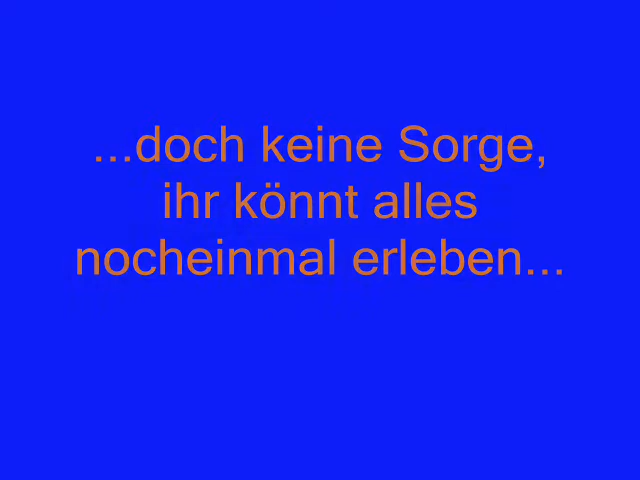 ...doch keine Sorge,
ihr könnt alles
nocheinmal erleben...